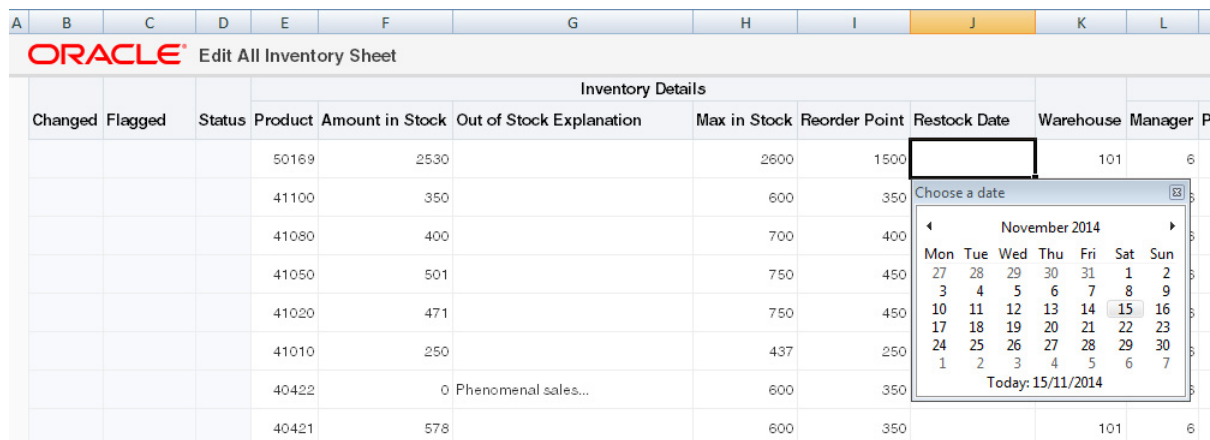 A B C D E F G H I J K L
ORACLE® Edit All Inventory Sheet
Inventory Details
Changed Flagged Status Product Amount in Stock Out of Stock Explanation Max in Stock Reorder Point Restock Date Warehouse Manager P
50169 2530 2600 1500 101 6
41100 350 600 350
Choose a date
41080 400 700 400
November 2014
Mon Tue Wed Thu Fri Sat Sun
41050 501 750 450
27 28 29 30 31 1 2
3 4 5 6 7 8 9
41020 471 750 450
10 11 12 13 14 15 16
17 18 19 20 21 22 23
41010 250 437 250
24 25 26 27 28 29 30
1 2 3 4 5 6 7
40422 0 Phenomenal sales... 600 350
Today: 15/11/2014
40421 578 600 350 101 6